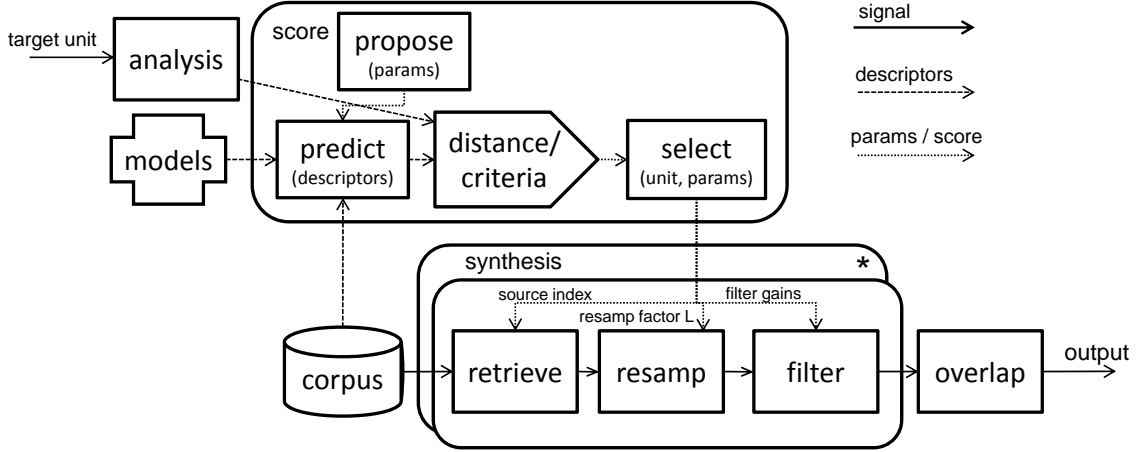 target unit
analysis
score
propose
(params)
signal
descriptors
params / score
models
predict
(descriptors)
distance/
criteria
select
(unit, params)
synthesis
*
source index
filter gains
resamp factor L
corpus
retrieve
resamp
filter
overlap
output